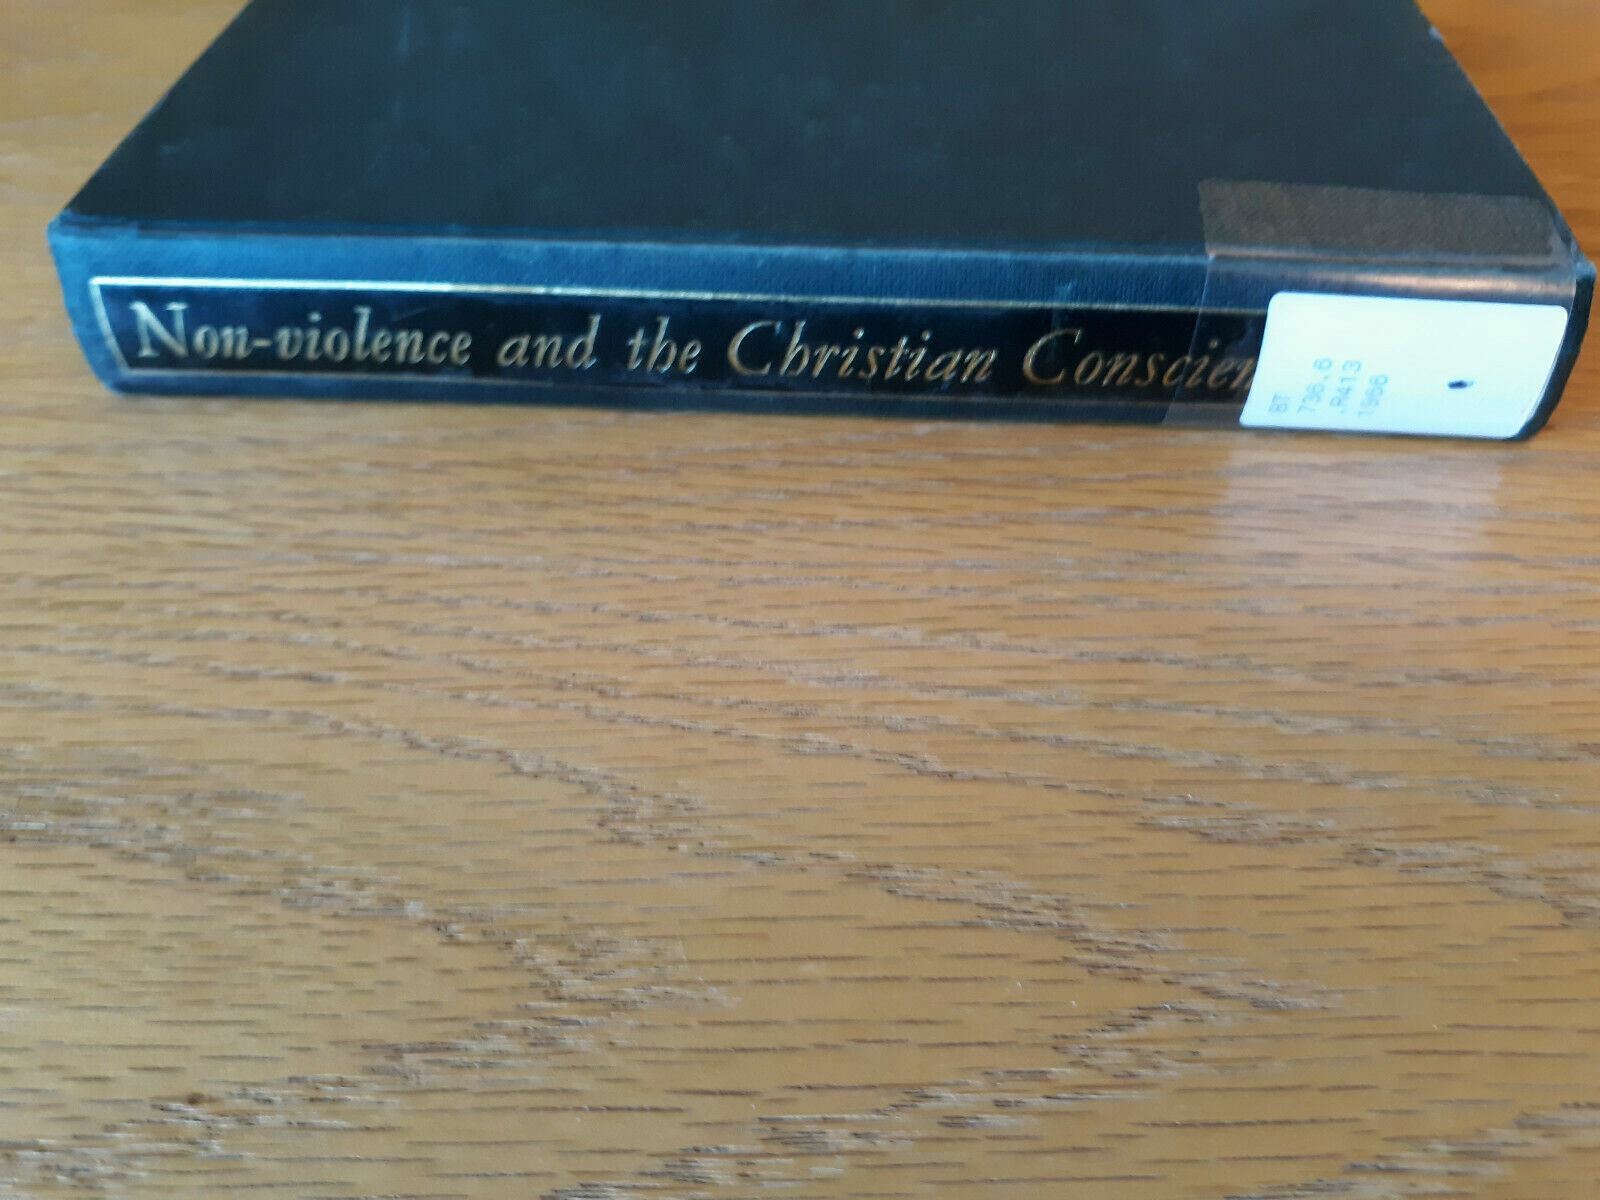 Non-violence and the Christian Conscien
BT
736.6
.R413
1966